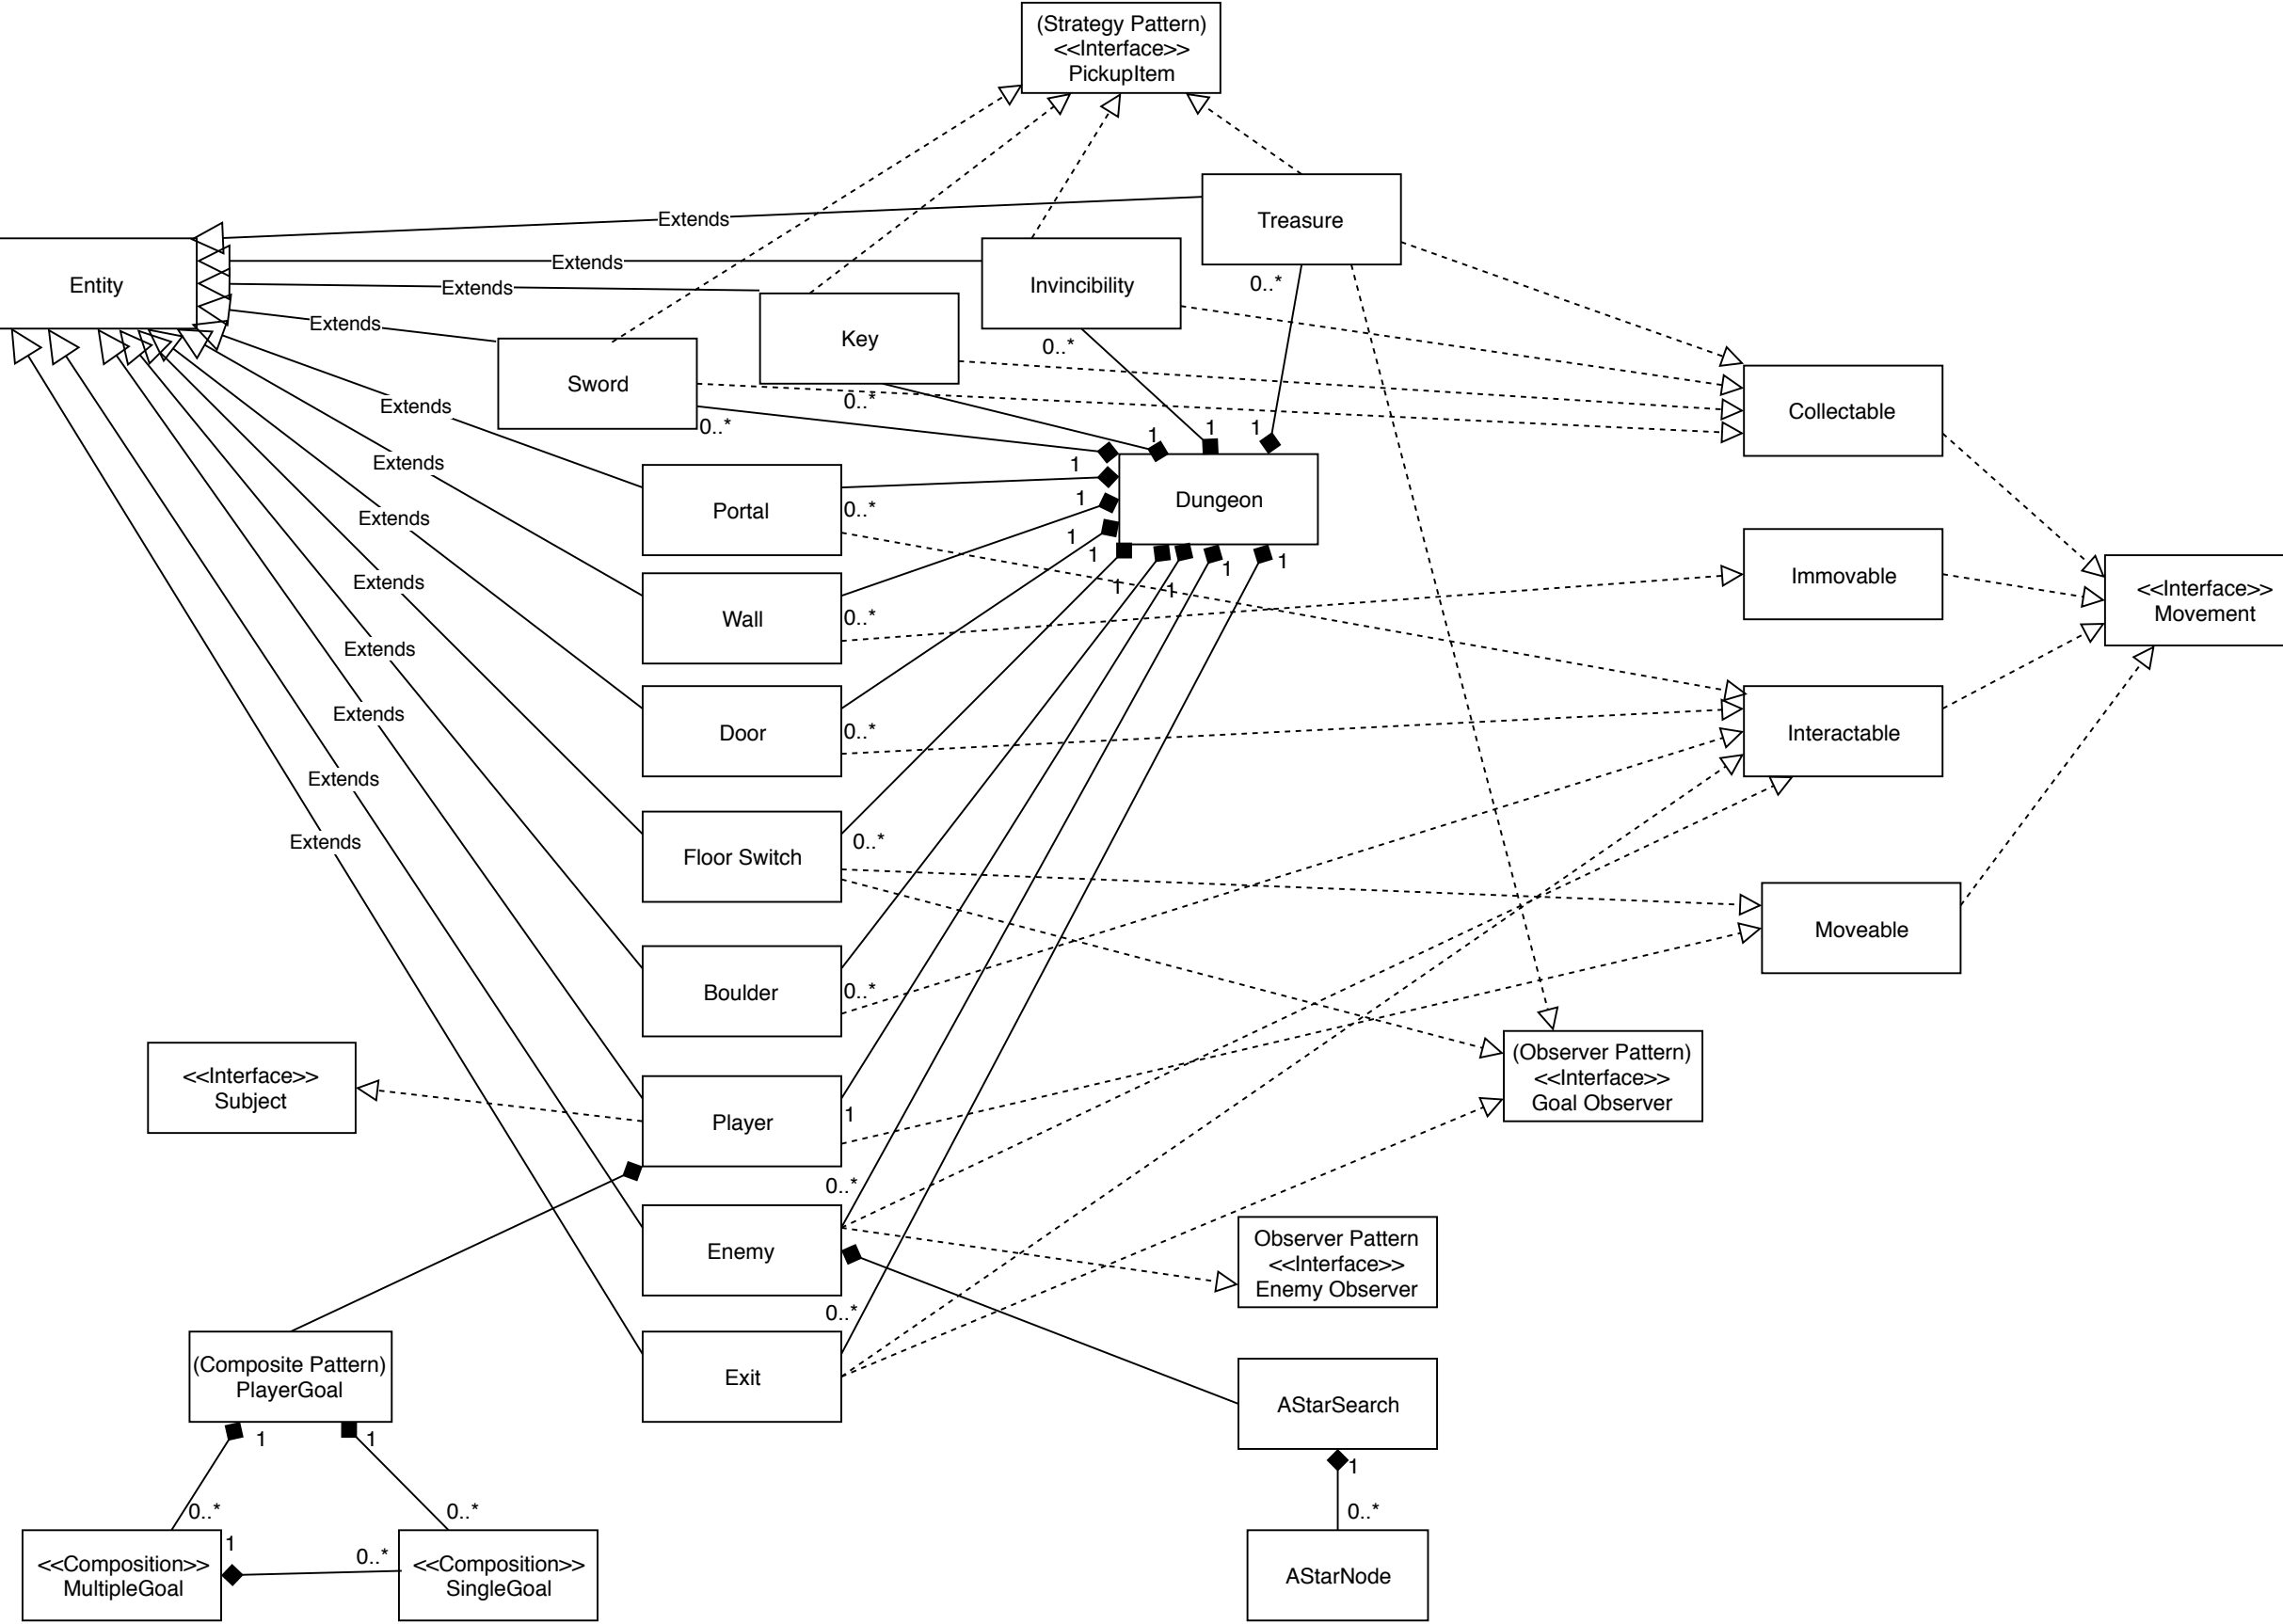 (Strategy Pattern)
<<Interface>>
PickupItem
Treasure
Extends
Entity
Extends
Invincibility
0..*
Extends
Key
Extends
0..*
Sword
0..*
Collectable
Extends
0..*
1
1
1
Extends
1
Portal
0..*
1
Dungeon
Extends
1
1
1
1
1
1
Immovable
<<Interface>>
Movement
Extends
Wall
0..*
Extends
Door
0..*
Interactable
Extends
Extends
Floor Switch
0..*
Extends
Moveable
Boulder
0..*
<<Interface>>
Subject
Player
1
(Observer Pattern)
<<Interface>>
Goal Observer
0..*
Enemy
Observer Pattern
<<Interface>>
Enemy Observer
0..*
(Composite Pattern)
PlayerGoal
Exit
AStarSearch
1
1
1
0..*
0..*
0..*
1
<<Composition>>
MultipleGoal
0..*
<<Composition>>
SingleGoal
AStarNode